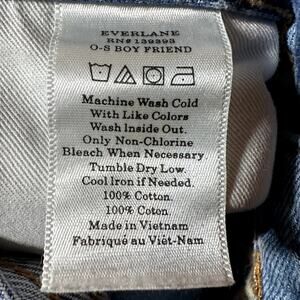 EVERLANE
RN# 139393
O-S BOY FRIEND
Machine Wash Cold
With Like Colors
Wash Inside Out.
Only Non-Chlorine
Bleach When Necessary
Tumble Dry Low.
Cool Iron if Needed.
100% Cotton.
100% Coton.
Made in Vietnam
Fabriqué au Viêt-Nam